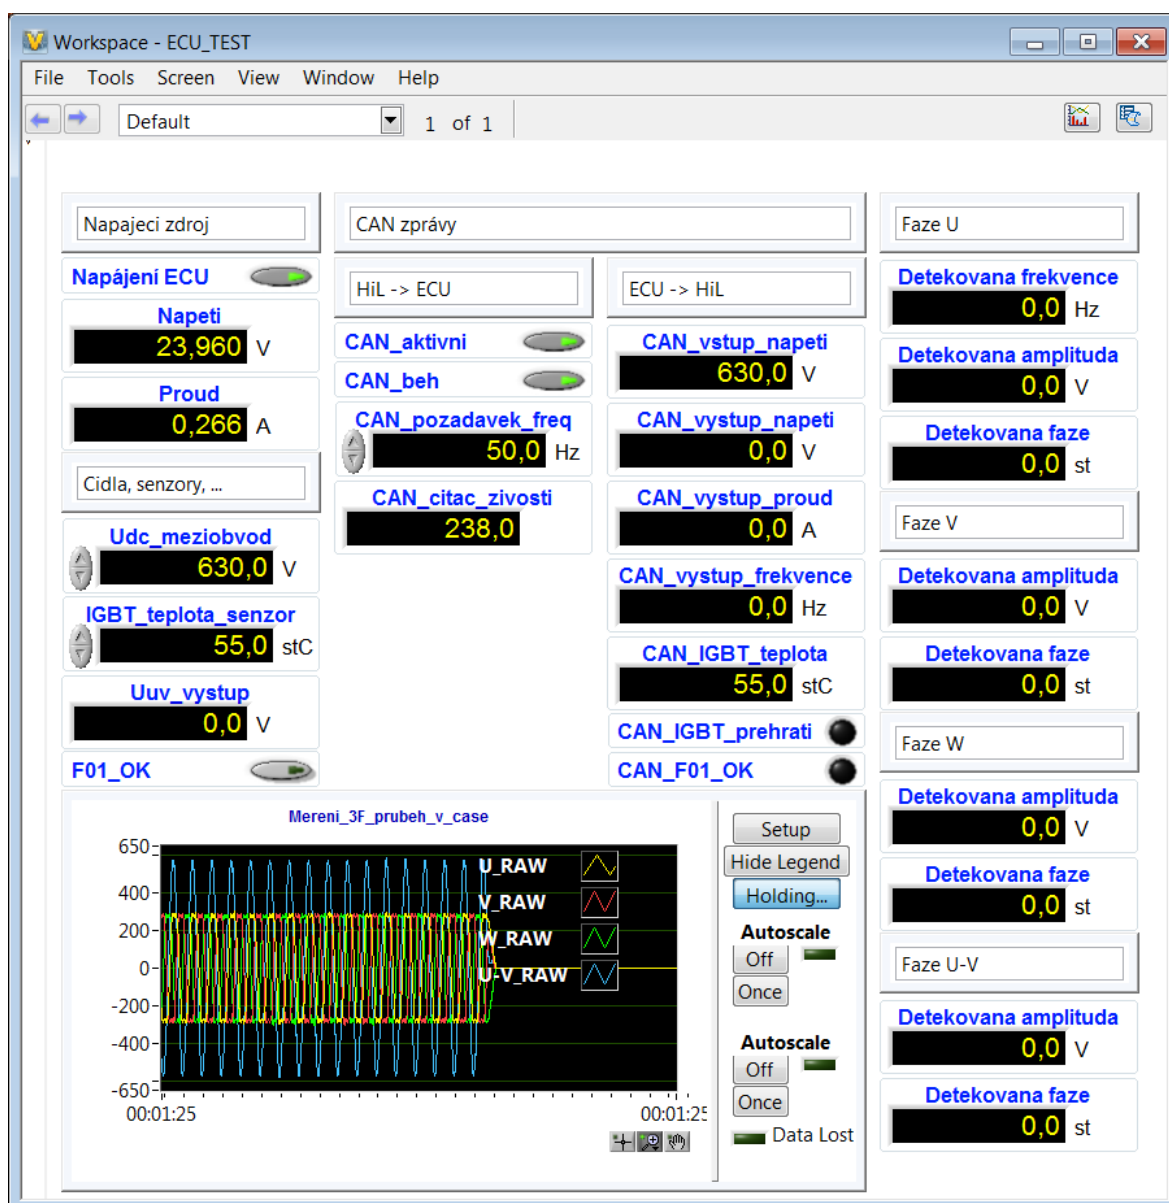 Workspace - ECU_TEST
File Tools Screen View Window Help
Default
1 of 1
Napajeci zdroj
Napájení ECU
Napeti
23,960 V
Proud
0,266 A
Cidla, senzory, ...
Udc_meziobvod
630,0 V
IGBT_teplota_senzor
55,0 stC
Uuv_vystup
0,0 V
F01_OK
CAN zprávy
HiL -> ECU
CAN_aktivni
CAN_beh
CAN_pozadavek_freq
50,0 Hz
CAN_citac_zivosti
238,0
ECU -> HiL
CAN_vstup_napeti
630,0 V
CAN_vystup_napeti
0,0 V
CAN_vystup_proud
0,0 A
CAN_vystup_frekvence
0,0 Hz
CAN_IGBT_teplota
55,0 stC
CAN_IGBT_prehrati
CAN_F01_OK
Faze U
Detekovana frekvence
0,0 Hz
Detekovana amplituda
0,0 V
Detekovana faze
0,0 st
Faze V
Detekovana amplituda
0,0 V
Detekovana faze
0,0 st
Faze W
Detekovana amplituda
0,0 V
Detekovana faze
0,0 st
Faze U-V
Detekovana amplituda
0,0 V
Detekovana faze
0,0 st
Mereni_3F_prubeh_v_case
650
400
200
0
-200
-400
-650
00:01:25
00:01:25
U_RAW
V_RAW
W_RAW
U-V_RAW
Setup
Hide Legend
Holding...
Autoscale
Off
Once
Autoscale
Off
Once
Data Lost